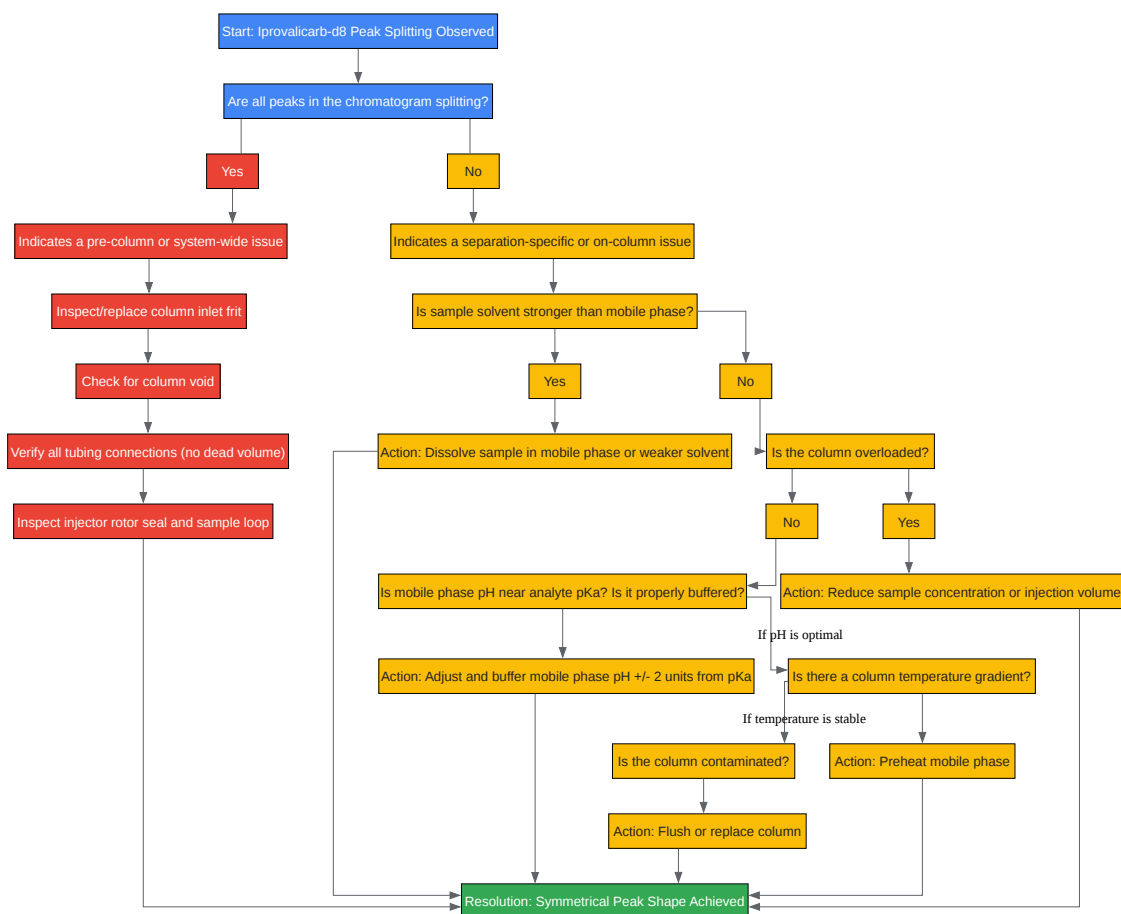 Start: Iprovalicarb-d8 Peak Splitting Observed
Are all peaks in the chromatogram splitting?
Yes
No
Indicates a pre-column or system-wide issue
Indicates a separation-specific or on-column issue
Inspect/replace column inlet frit
Is sample solvent stronger than mobile phase?
Check for column void
Yes
No
Verify all tubing connections (no dead volume)
Action: Dissolve sample in mobile phase or weaker solvent
Is the column overloaded?
Inspect injector rotor seal and sample loop
No
Yes
Is mobile phase pH near analyte pKa? Is it properly buffered?
Action: Reduce sample concentration or injection volume
If pH is optimal
Action: Adjust and buffer mobile phase pH +/- 2 units from pKa
Is there a column temperature gradient?
If temperature is stable
Is the column contaminated?
Action: Preheat mobile phase
Action: Flush or replace column
Resolution: Symmetrical Peak Shape Achieved